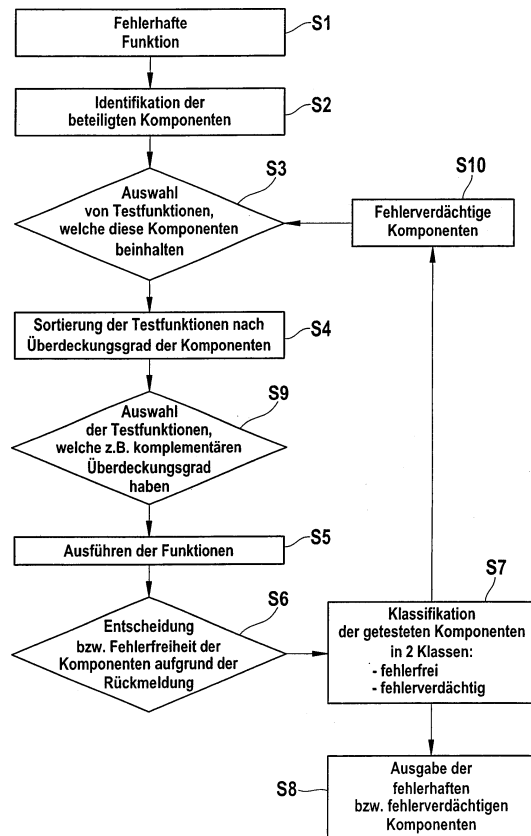 Fehlerhafte
Funktion
S1
Identifikation der
beteiligten Komponenten
S2
S3
Auswahl
von Testfunktionen,
welche diese Komponenten
beinhalten
S10
Fehlerverdächtige
Komponenten
Sortierung der Testfunktionen nach
Überdeckungsgrad der Komponenten
S4
S9
Auswahl
der Testfunktionen,
welche z.B. komplementären
Überdeckungsgrad
haben
Ausführen der Funktionen
S5
S6
Entscheidung
bzw. Fehlerfreiheit der
Komponenten aufgrund der
Rückmeldung
S7
Klassifikation
der getesteten Komponenten
in 2 Klassen:
- fehlerfrei
- fehlerverdächtig
S8
Ausgabe der
fehlerhaften
bzw. fehlerverdächtigen
Komponenten